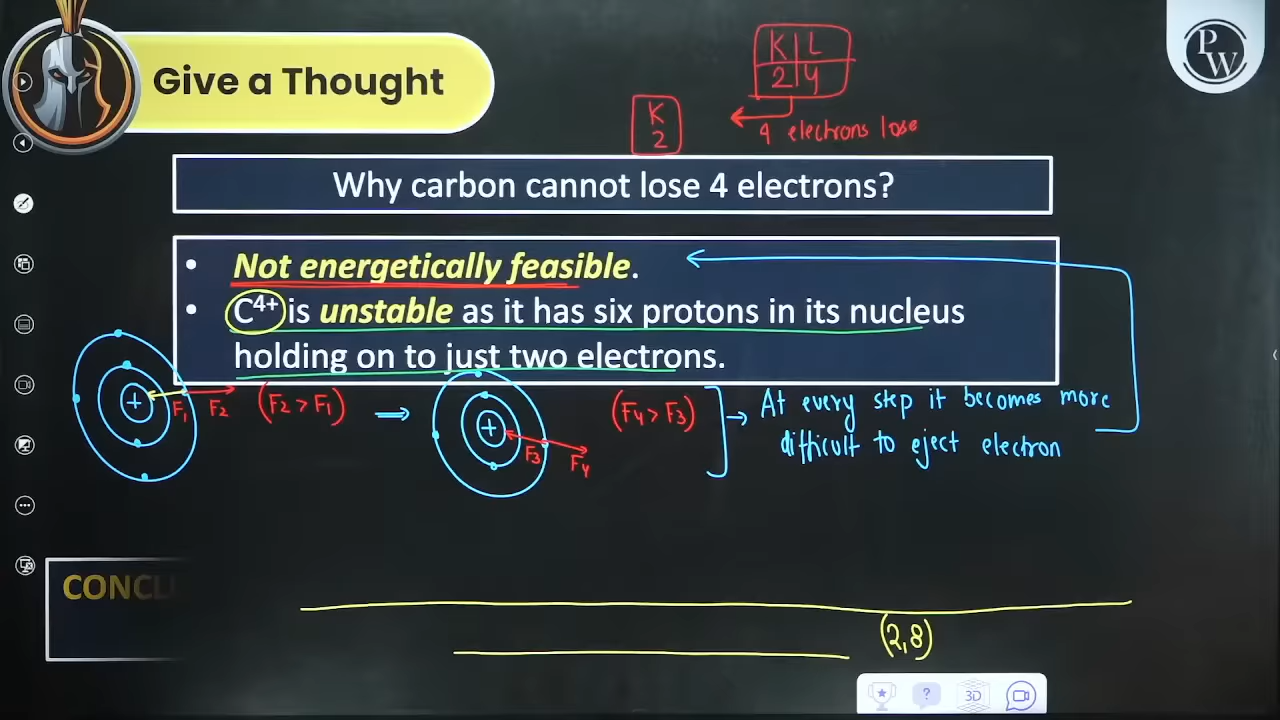 Give a Thought
K L
2 4
4 electrons lose
K
2
PW
Why carbon cannot lose 4 electrons?
• Not energetically feasible.
• C⁴⁺ is unstable as it has six protons in its nucleus
holding on to just two electrons.
+ F₁ F₂ (F₂ > F₁) ⇒
+ F₃ F₄ (F₄ > F₃)
→ At every step it becomes more
difficult to eject electron
CONCL
(2,8)
?
3D